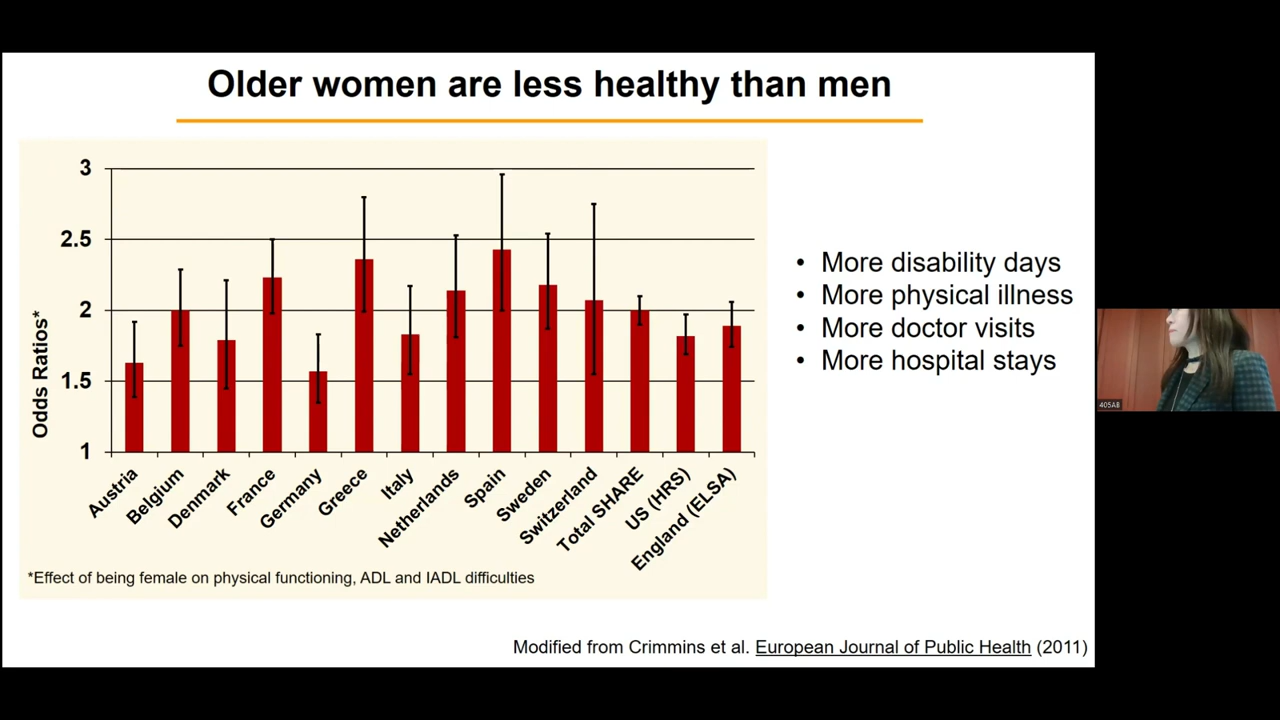 Older women are less healthy than men
3
2.5
2
1.5
1
Odds Ratios*
Austria
Belgium
Denmark
France
Germany
Greece
Italy
Netherlands
Spain
Sweden
Switzerland
Total SHARE
US (HRS)
England (ELSA)
*Effect of being female on physical functioning, ADL and IADL difficulties
• More disability days
• More physical illness
• More doctor visits
• More hospital stays
405AB
Modified from Crimmins et al. European Journal of Public Health (2011)